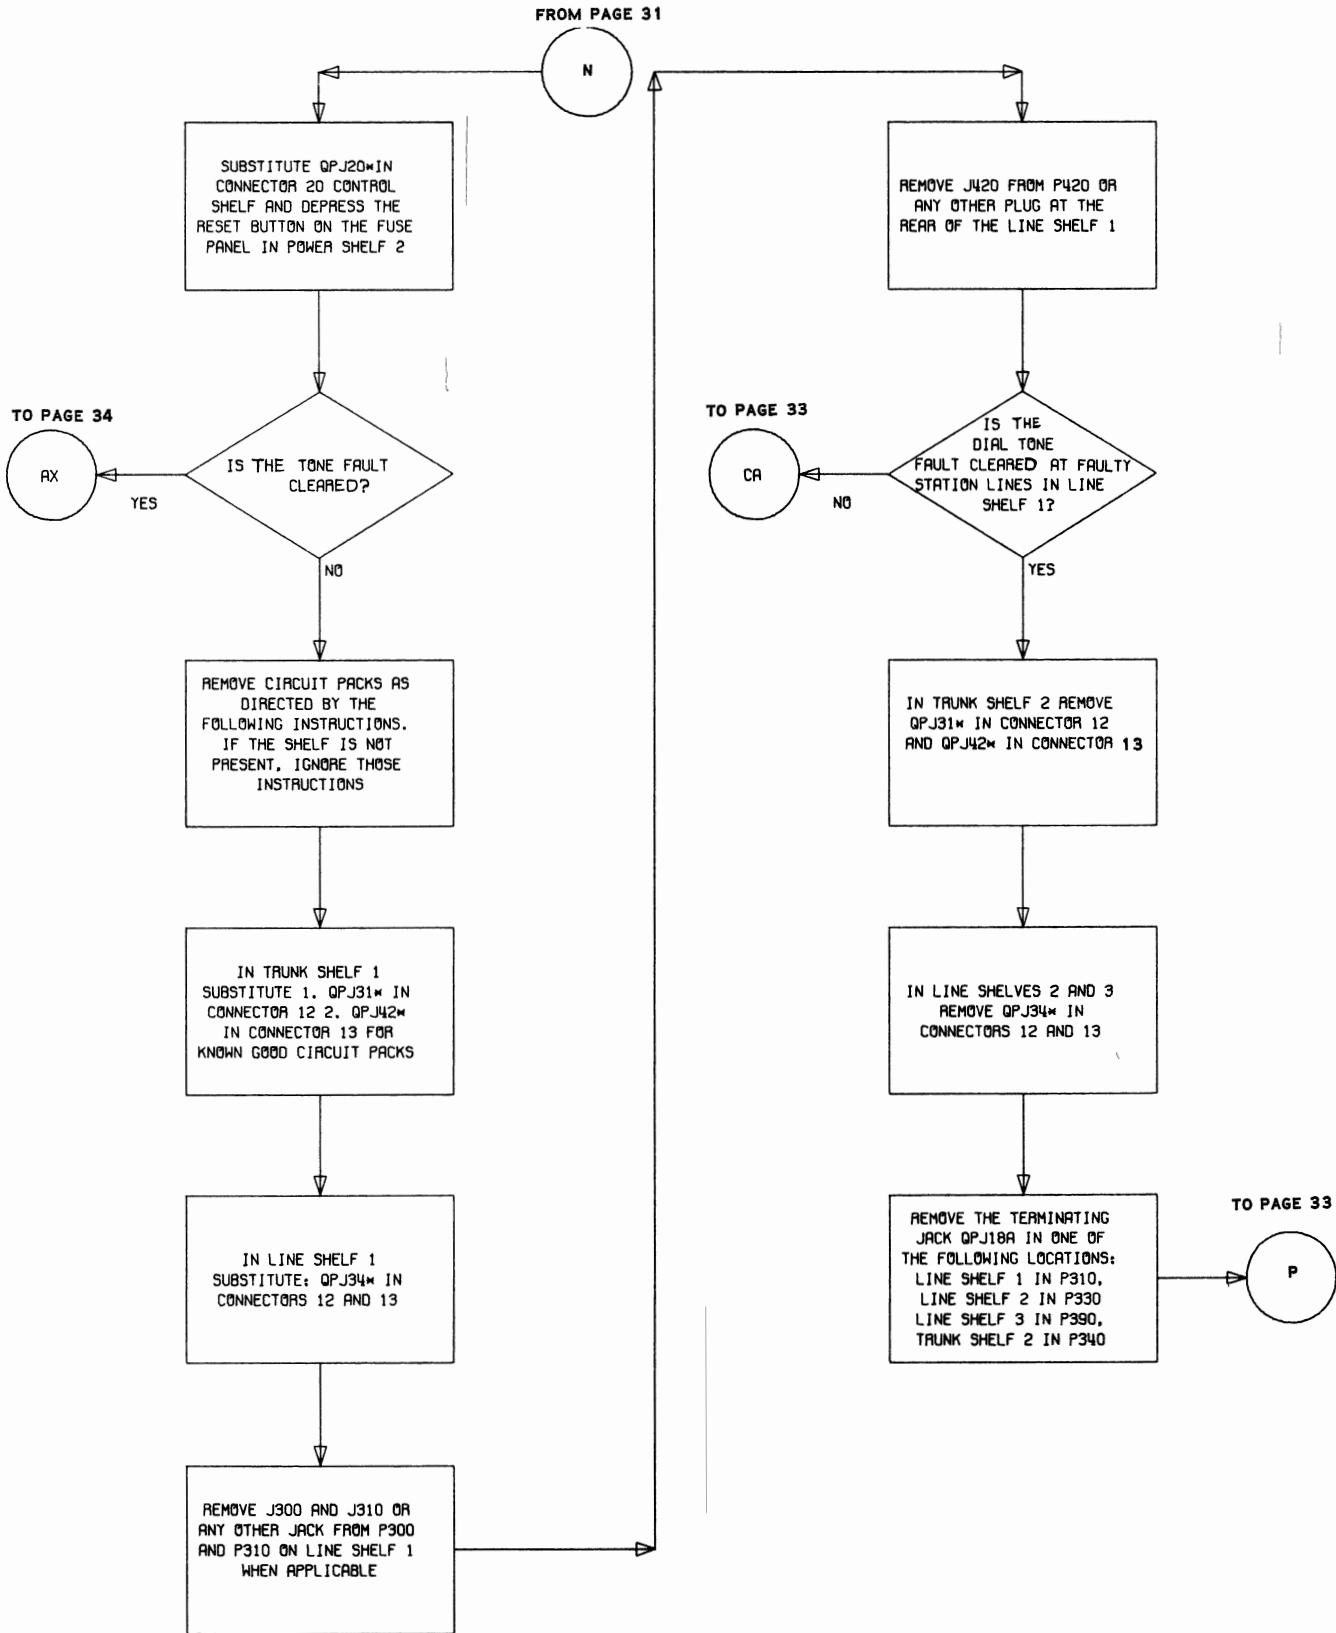 FROM PAGE 31
N
SUBSTITUTE QPJ20*IN
CONNECTOR 20 CONTROL
SHELF AND DEPRESS THE
RESET BUTTON ON THE FUSE
PANEL IN POWER SHELF 2
TO PAGE 34
AX
YES
IS THE TONE FAULT
CLEARED?
NO
REMOVE CIRCUIT PACKS AS
DIRECTED BY THE
FOLLOWING INSTRUCTIONS.
IF THE SHELF IS NOT
PRESENT, IGNORE THOSE
INSTRUCTIONS
IN TRUNK SHELF 1
SUBSTITUTE 1. QPJ31* IN
CONNECTOR 12 2. QPJ42*
IN CONNECTOR 13 FOR
KNOWN GOOD CIRCUIT PACKS
IN LINE SHELF 1
SUBSTITUTE: QPJ34* IN
CONNECTORS 12 AND 13
REMOVE J300 AND J310 OR
ANY OTHER JACK FROM P300
AND P310 ON LINE SHELF 1
WHEN APPLICABLE
REMOVE J420 FROM P420 OR
ANY OTHER PLUG AT THE
REAR OF THE LINE SHELF 1
TO PAGE 33
CA
NO
IS THE
DIAL TONE
FAULT CLEARED AT FAULTY
STATION LINES IN LINE
SHELF 1?
YES
IN TRUNK SHELF 2 REMOVE
QPJ31* IN CONNECTOR 12
AND QPJ42* IN CONNECTOR 13
IN LINE SHELVES 2 AND 3
REMOVE QPJ34* IN
CONNECTORS 12 AND 13
REMOVE THE TERMINATING
JACK QPJ18A IN ONE OF
THE FOLLOWING LOCATIONS:
LINE SHELF 1 IN P310,
LINE SHELF 2 IN P330
LINE SHELF 3 IN P390,
TRUNK SHELF 2 IN P340
TO PAGE 33
P